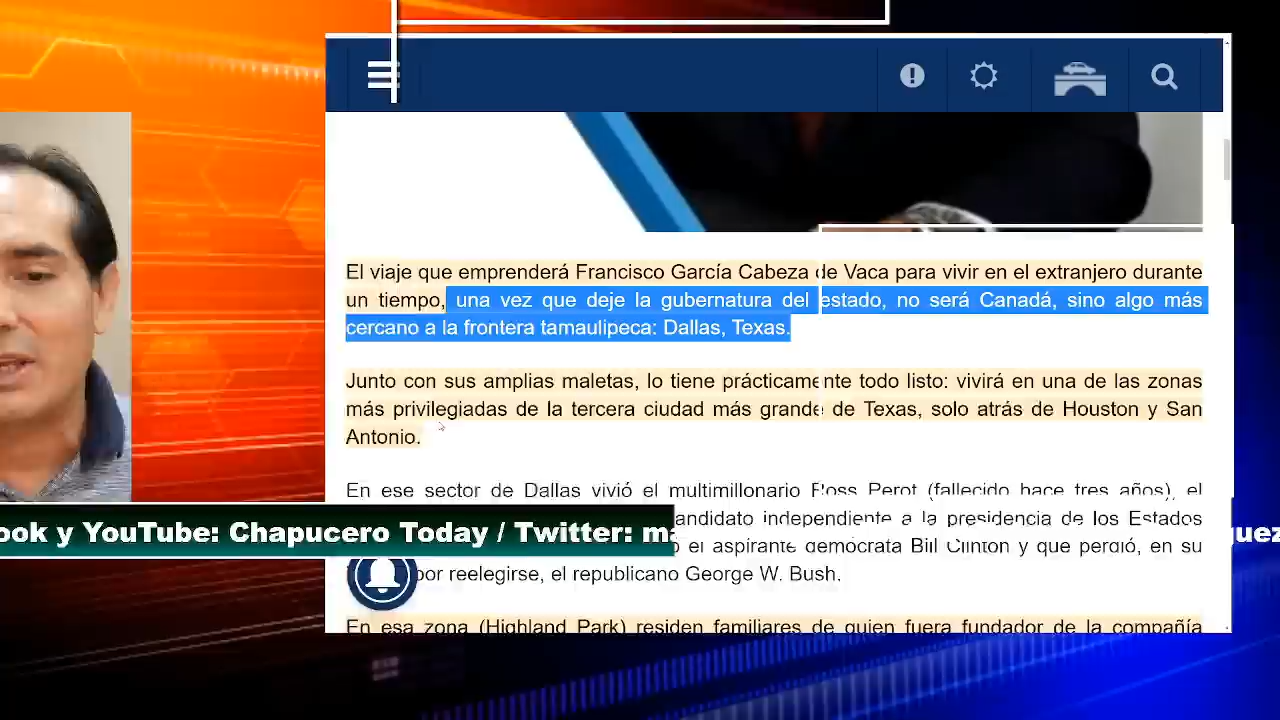 El viaje que emprenderá Francisco García Cabeza de Vaca para vivir en el extranjero durante
un tiempo, una vez que deje la gubernatura del estado, no será Canadá, sino algo más
cercano a la frontera tamaulipeca: Dallas, Texas.
Junto con sus amplias maletas, lo tiene prácticamente todo listo: vivirá en una de las zonas
más privilegiadas de la tercera ciudad más grande de Texas, solo atrás de Houston y San
Antonio.
En ese sector de Dallas vivió el multimillonario Ross Perot (fallecido hace tres años), el
andidato independiente a la presidencia de los Estados
ook y YouTube: Chapucero Today / Twitter:
el aspirante demócrata Bill Clinton y que perdió, en su
por reelegirse, el republicano George W. Bush.
En esa zona (Highland Park) residen familiares de quien fuera fundador de la compañía